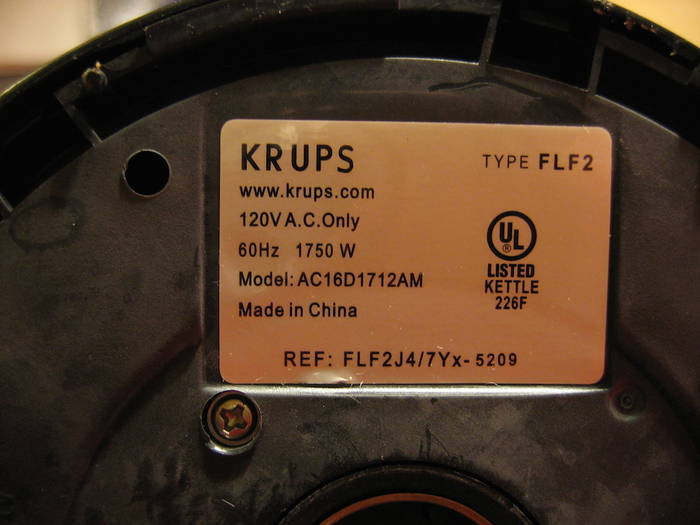 KRUPS TYPE FLF2
www.krups.com
120V A.C.Only
60Hz 1750 W
Model: AC16D1712AM
Made in China
UL
®
LISTED
KETTLE
226F
REF: FLF2J4/7Yx-5209